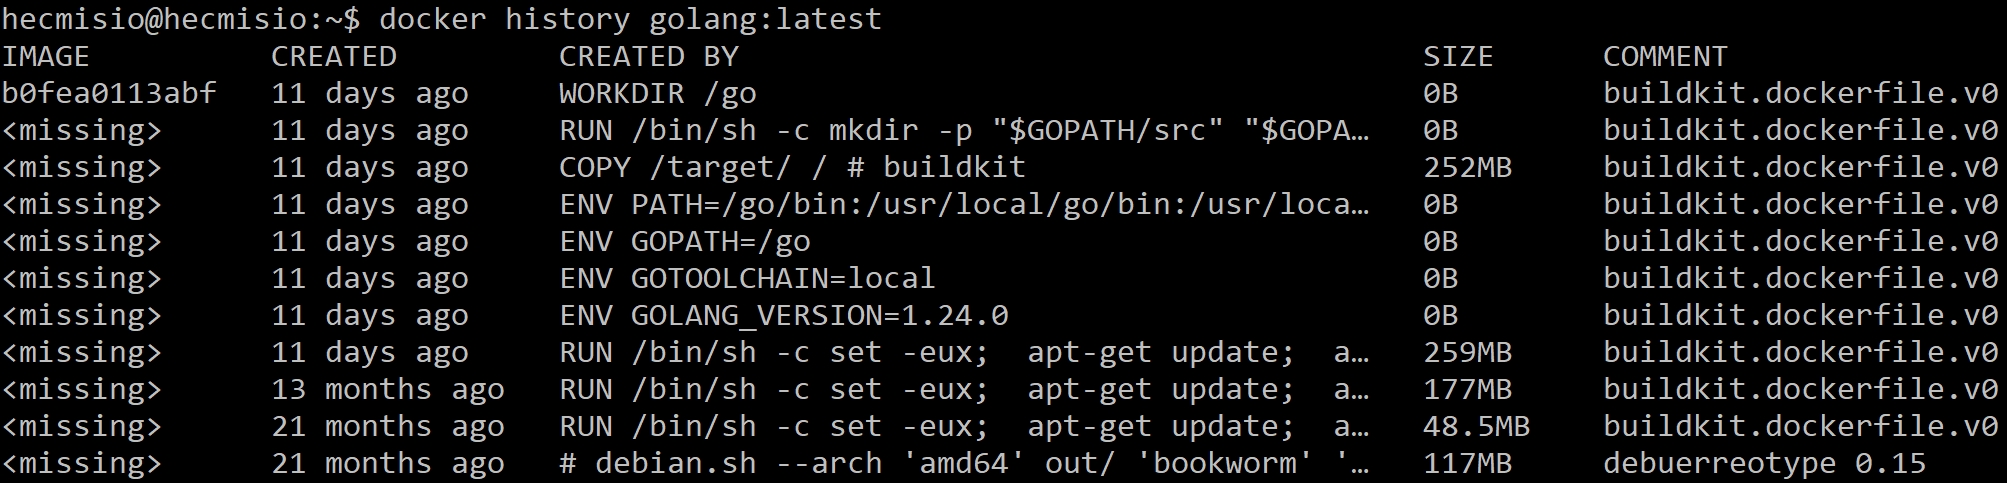 hecmisio@hecmisio:~$ docker history golang:latest
IMAGE          CREATED         CREATED BY                                      SIZE      COMMENT
b0fea0113abf   11 days ago     WORKDIR /go                                     0B        buildkit.dockerfile.v0
<missing>      11 days ago     RUN /bin/sh -c mkdir -p "$GOPATH/src" "$GOPA…   0B        buildkit.dockerfile.v0
<missing>      11 days ago     COPY /target/ / # buildkit                      252MB     buildkit.dockerfile.v0
<missing>      11 days ago     ENV PATH=/go/bin:/usr/local/go/bin:/usr/loca…   0B        buildkit.dockerfile.v0
<missing>      11 days ago     ENV GOPATH=/go                                  0B        buildkit.dockerfile.v0
<missing>      11 days ago     ENV GOTOOLCHAIN=local                           0B        buildkit.dockerfile.v0
<missing>      11 days ago     ENV GOLANG_VERSION=1.24.0                       0B        buildkit.dockerfile.v0
<missing>      11 days ago     RUN /bin/sh -c set -eux;  apt-get update;  a…   259MB     buildkit.dockerfile.v0
<missing>      13 months ago   RUN /bin/sh -c set -eux;  apt-get update;  a…   177MB     buildkit.dockerfile.v0
<missing>      21 months ago   RUN /bin/sh -c set -eux;  apt-get update;  a…   48.5MB    buildkit.dockerfile.v0
<missing>      21 months ago   # debian.sh --arch 'amd64' out/ 'bookworm' '…   117MB     debuerreotype 0.15